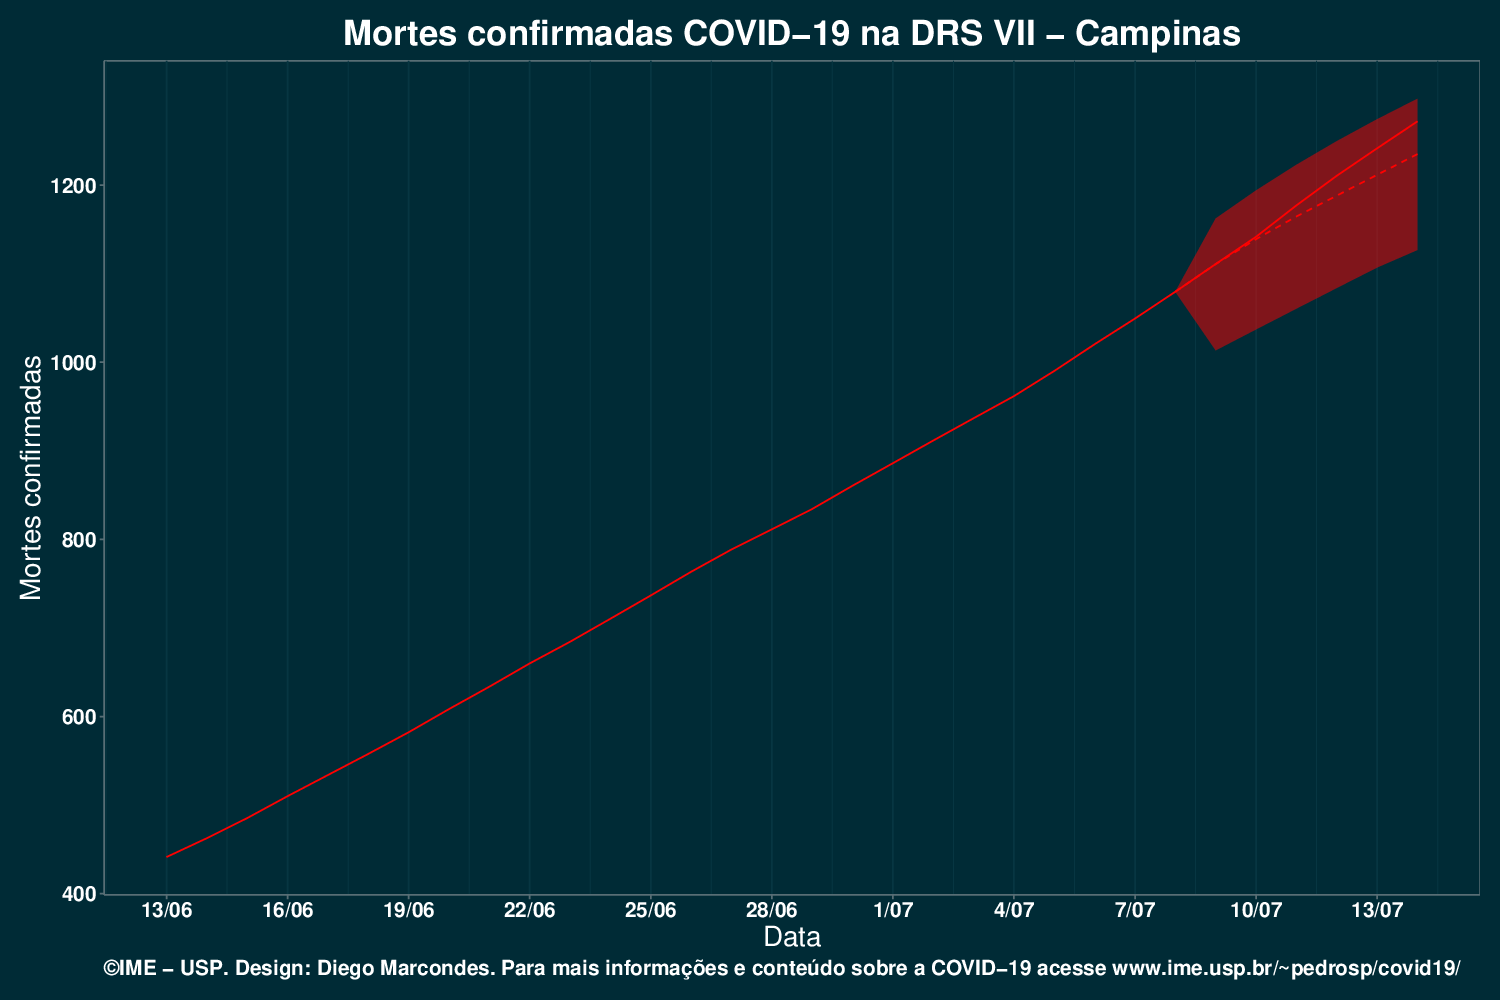 Mortes confirmadas COVID−19 na DRS VII − Campinas
Mortes confirmadas
1200
1000
800
600
400
13/06 16/06 19/06 22/06 25/06 28/06 1/07 4/07 7/07 10/07 13/07
Data
©IME − USP. Design: Diego Marcondes. Para mais informações e conteúdo sobre a COVID−19 acesse www.ime.usp.br/~pedrosp/covid19/